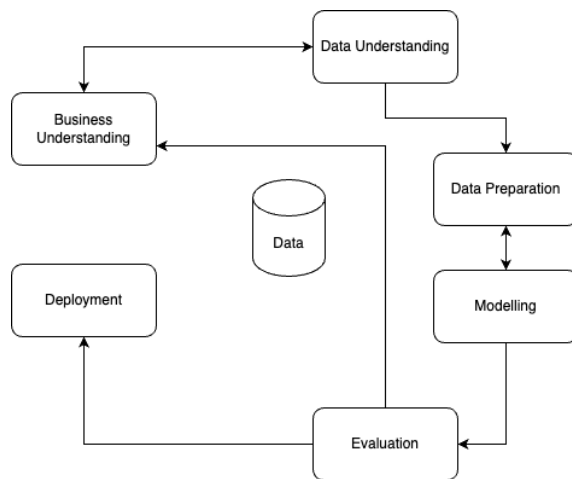 Data Understanding
Business
Understanding
Data Preparation
Data
Deployment
Modelling
Evaluation